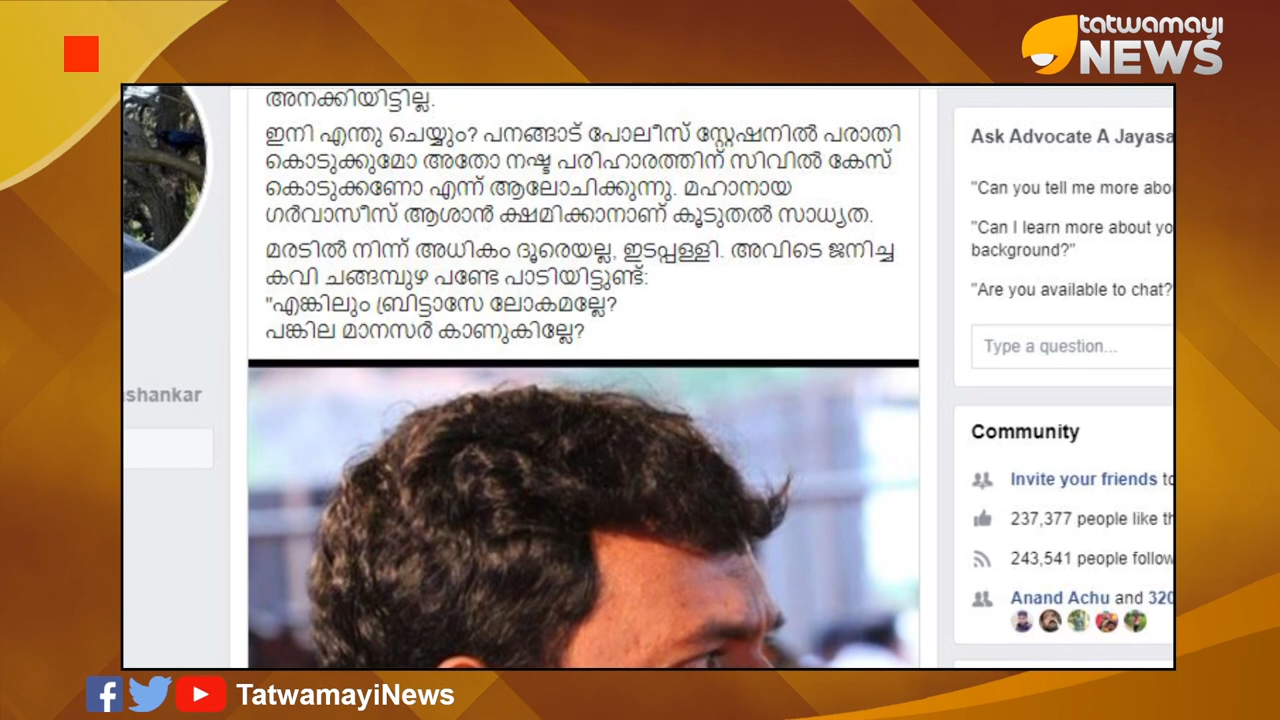 tatwamayi
NEWS
അനക്കിയിട്ടില്ല.
ഇനി എന്തു ചെയ്യും? പനങ്ങാട് പോലീസ് സ്റ്റേഷനിൽ പരാതി
കൊടുക്കുമോ അതോ നഷ്ട പരിഹാരത്തിന് സിവിൽ കേസ്
കൊടുക്കണോ എന്ന് ആലോചിക്കുന്നു. മഹാനായ
ഗർവാസീസ് ആശാൻ ക്ഷമിക്കാനാണ് കൂടുതൽ സാധ്യത.
മരടിൽ നിന്ന് അധികം ദൂരെയല്ല, ഇടപ്പള്ളി. അവിടെ ജനിച്ച
കവി ചങ്ങമ്പുഴ പണ്ടേ പാടിയിട്ടുണ്ട്:
"എങ്കിലും ബ്രിട്ടാസേ ലോകമല്ലേ?
പങ്കില മാനസർ കാണുകില്ലേ?
ishankar
Ask Advocate A Jayasa
"Can you tell me more abou
"Can I learn more about yo
background?"
"Are you available to chat?"
Type a question...
Community
Invite your friends to
237,377 people like th
243,541 people follow
Anand Achu and 320
TatwamayiNews